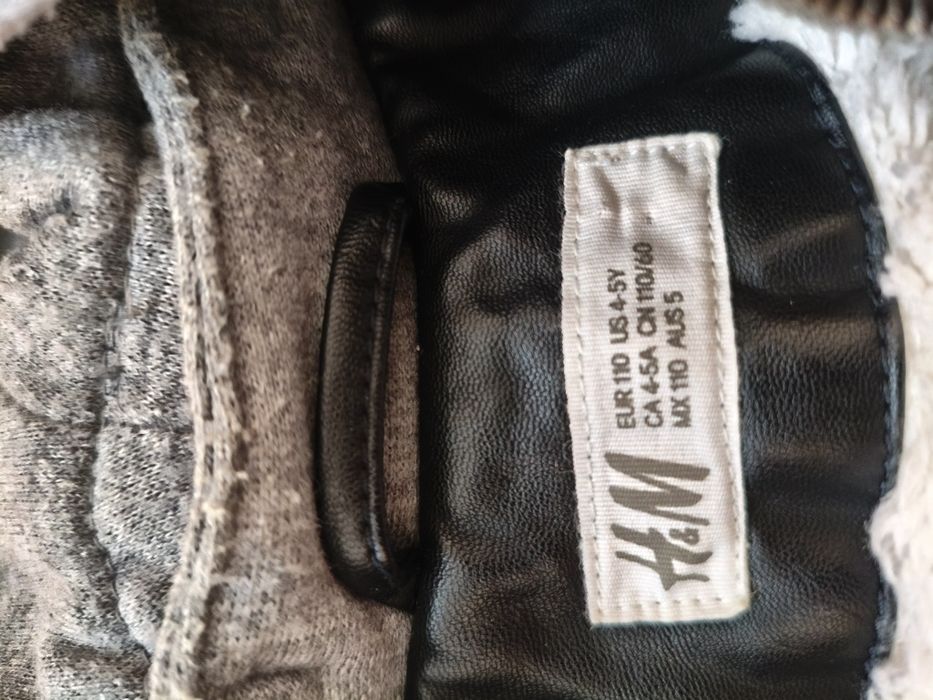 H&M
EUR 110 US 4-5Y
CA 4-5A CN 110/60
MX 110 AUS 5